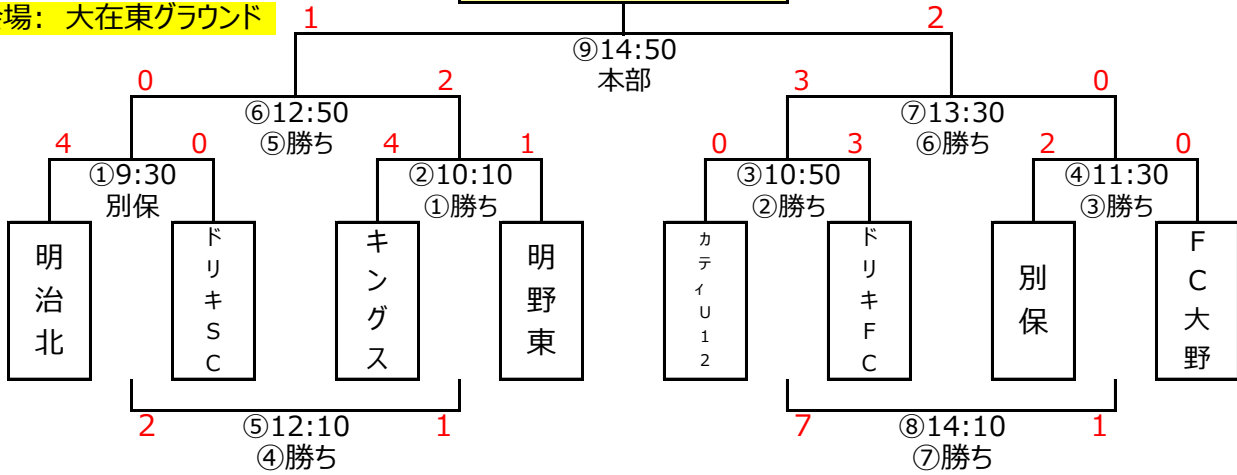 場: 大在東グラウンド
1
2
⑨14:50
本部
0
2
3
0
⑥12:50
⑤勝ち
⑦13:30
⑥勝ち
4
0
4
1
0
3
2
0
①9:30
別保
②10:10
①勝ち
③10:50
②勝ち
④11:30
③勝ち
明治北
ドリキSC
キングス
明野東
カティU12
ドリキFC
別保
FC大野
2
⑤12:10
④勝ち
1
7
⑧14:10
⑦勝ち
1